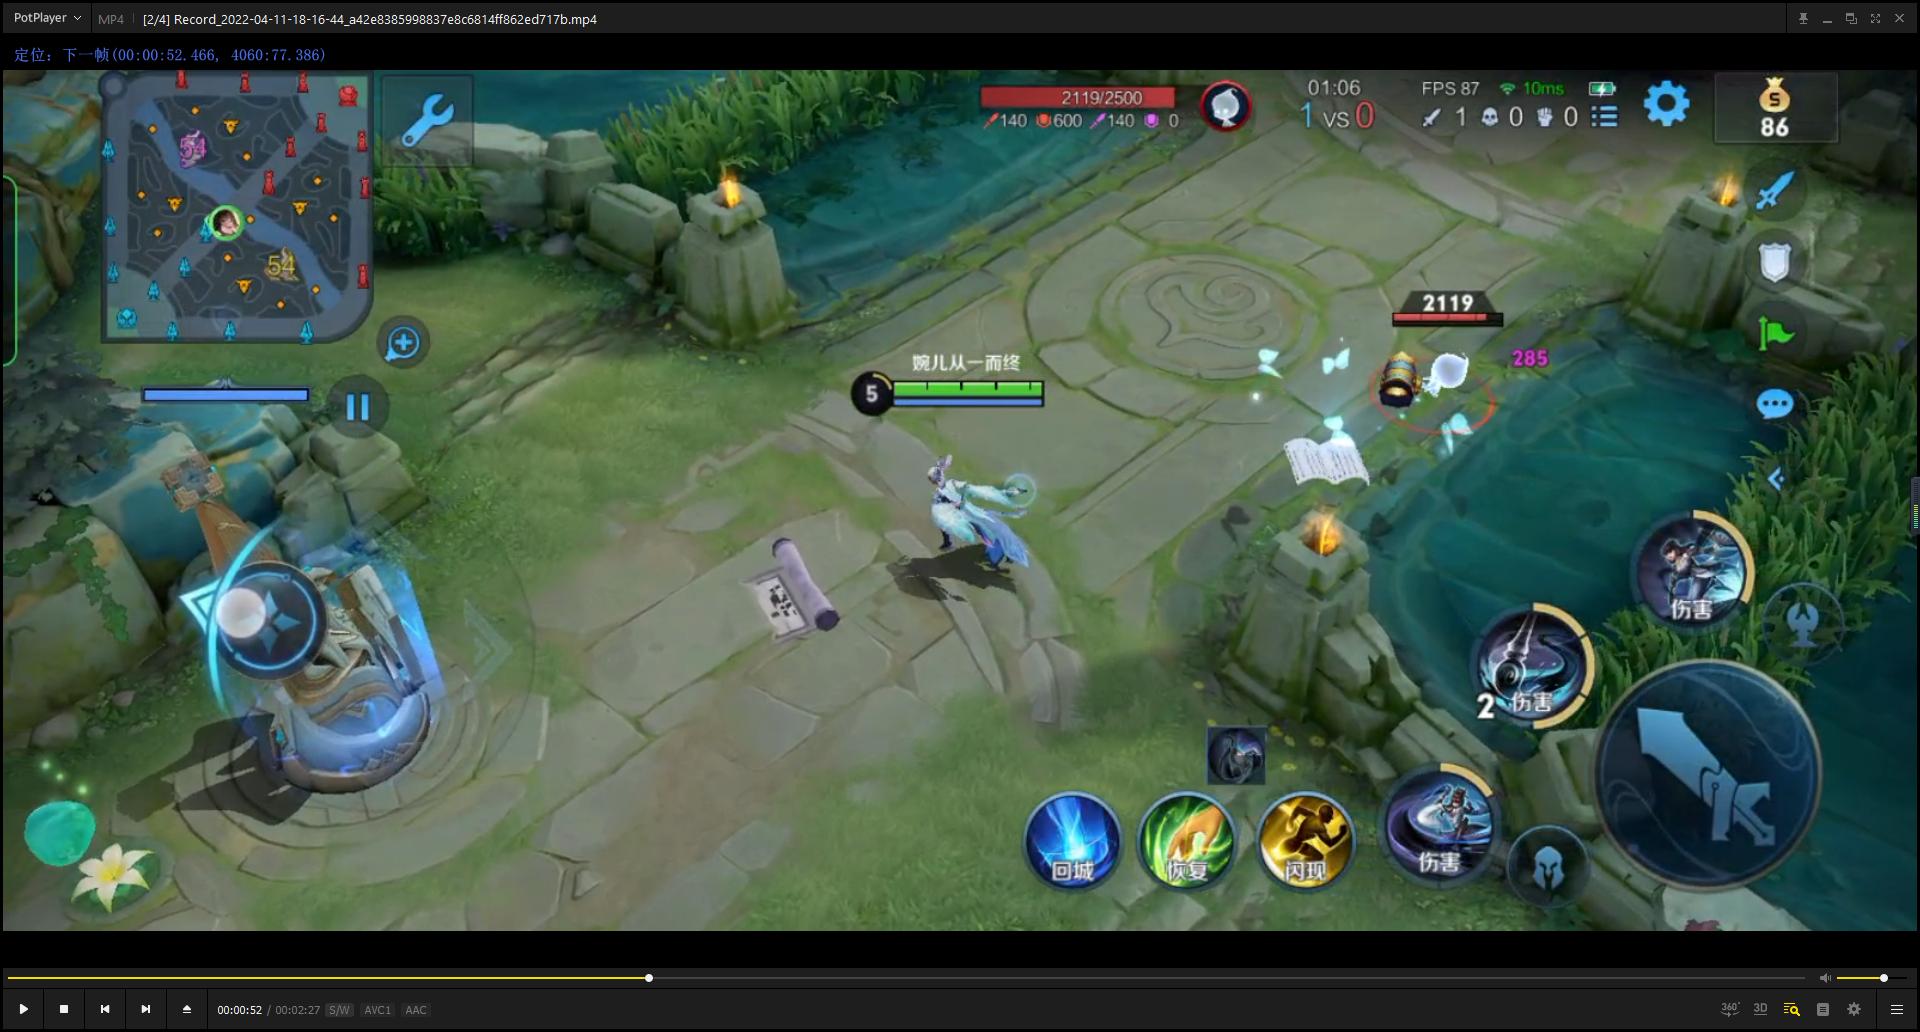 PotPlayer
MP4
[2/4] Record_2022-04-11-18-16-44_a42e8385998837e8c6814ff862ed717b.mp4
定位: 下一帧(00:00:52.466, 4060:77.386)
2119/2500
140 600 140 0
01:06
1 VS 0
FPS 87
10ms
1 0 0
S
86
54
54
2119
285
婉儿从一而终
5
伤害
2 伤害
伤害
回城
恢复
闪现
00:00:52 / 00:02:27 S/W AVC1 AAC
360°
3D